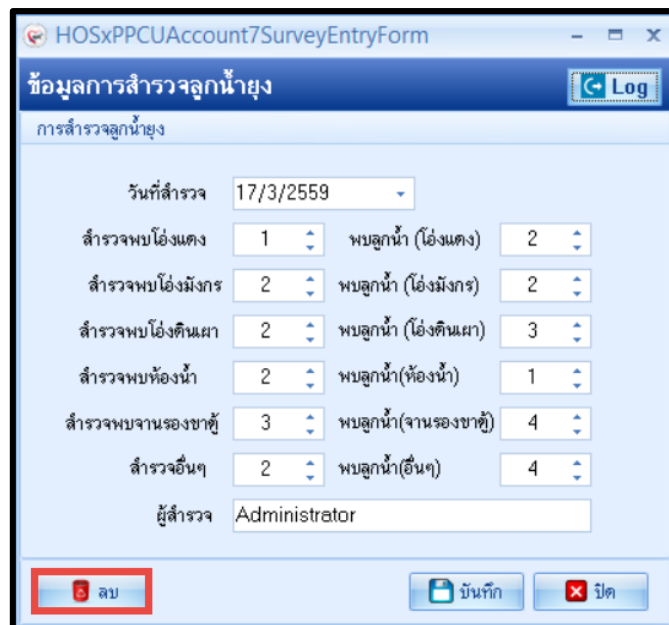 HOSxPPCUAccount7SurveyEntryForm
ข้อมูลการสำรวจลูกน้ำยุง Log
การสำรวจลูกน้ำยุง
วันที่สำรวจ 17/3/2559
สำรวจพบโอ่งแดง 1 พบลูกน้ำ (โอ่งแดง) 2
สำรวจพบโอ่งมังกร 2 พบลูกน้ำ (โอ่งมังกร) 2
สำรวจพบโอ่งดินเผา 2 พบลูกน้ำ (โอ่งดินเผา) 3
สำรวจพบห้องน้ำ 2 พบลูกน้ำ(ห้องน้ำ) 1
สำรวจพบจานรองขาตู้ 3 พบลูกน้ำ(จานรองขาตู้) 4
สำรวจอื่นๆ 2 พบลูกน้ำ(อื่นๆ) 4
ผู้สำรวจ Administrator
ลบ บันทึก ปิด